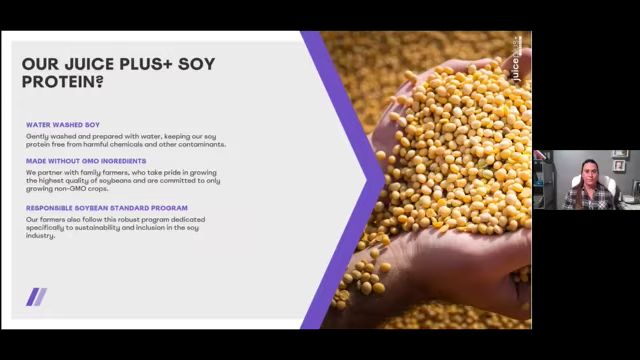 OUR JUICE PLUS+ SOY
PROTEIN?
WATER WASHED SOY
Gently washed and prepared with water, keeping our soy
protein free from harmful chemicals and other contaminants.
MADE WITHOUT GMO INGREDIENTS
We partner with family farmers, who take pride in growing
the highest quality of soybeans and are committed to only
growing non-GMO crops.
RESPONSIBLE SOYBEAN STANDARD PROGRAM
Our farmers also follow this robust program dedicated
specifically to sustainability and inclusion in the soy
industry.
juice plus+